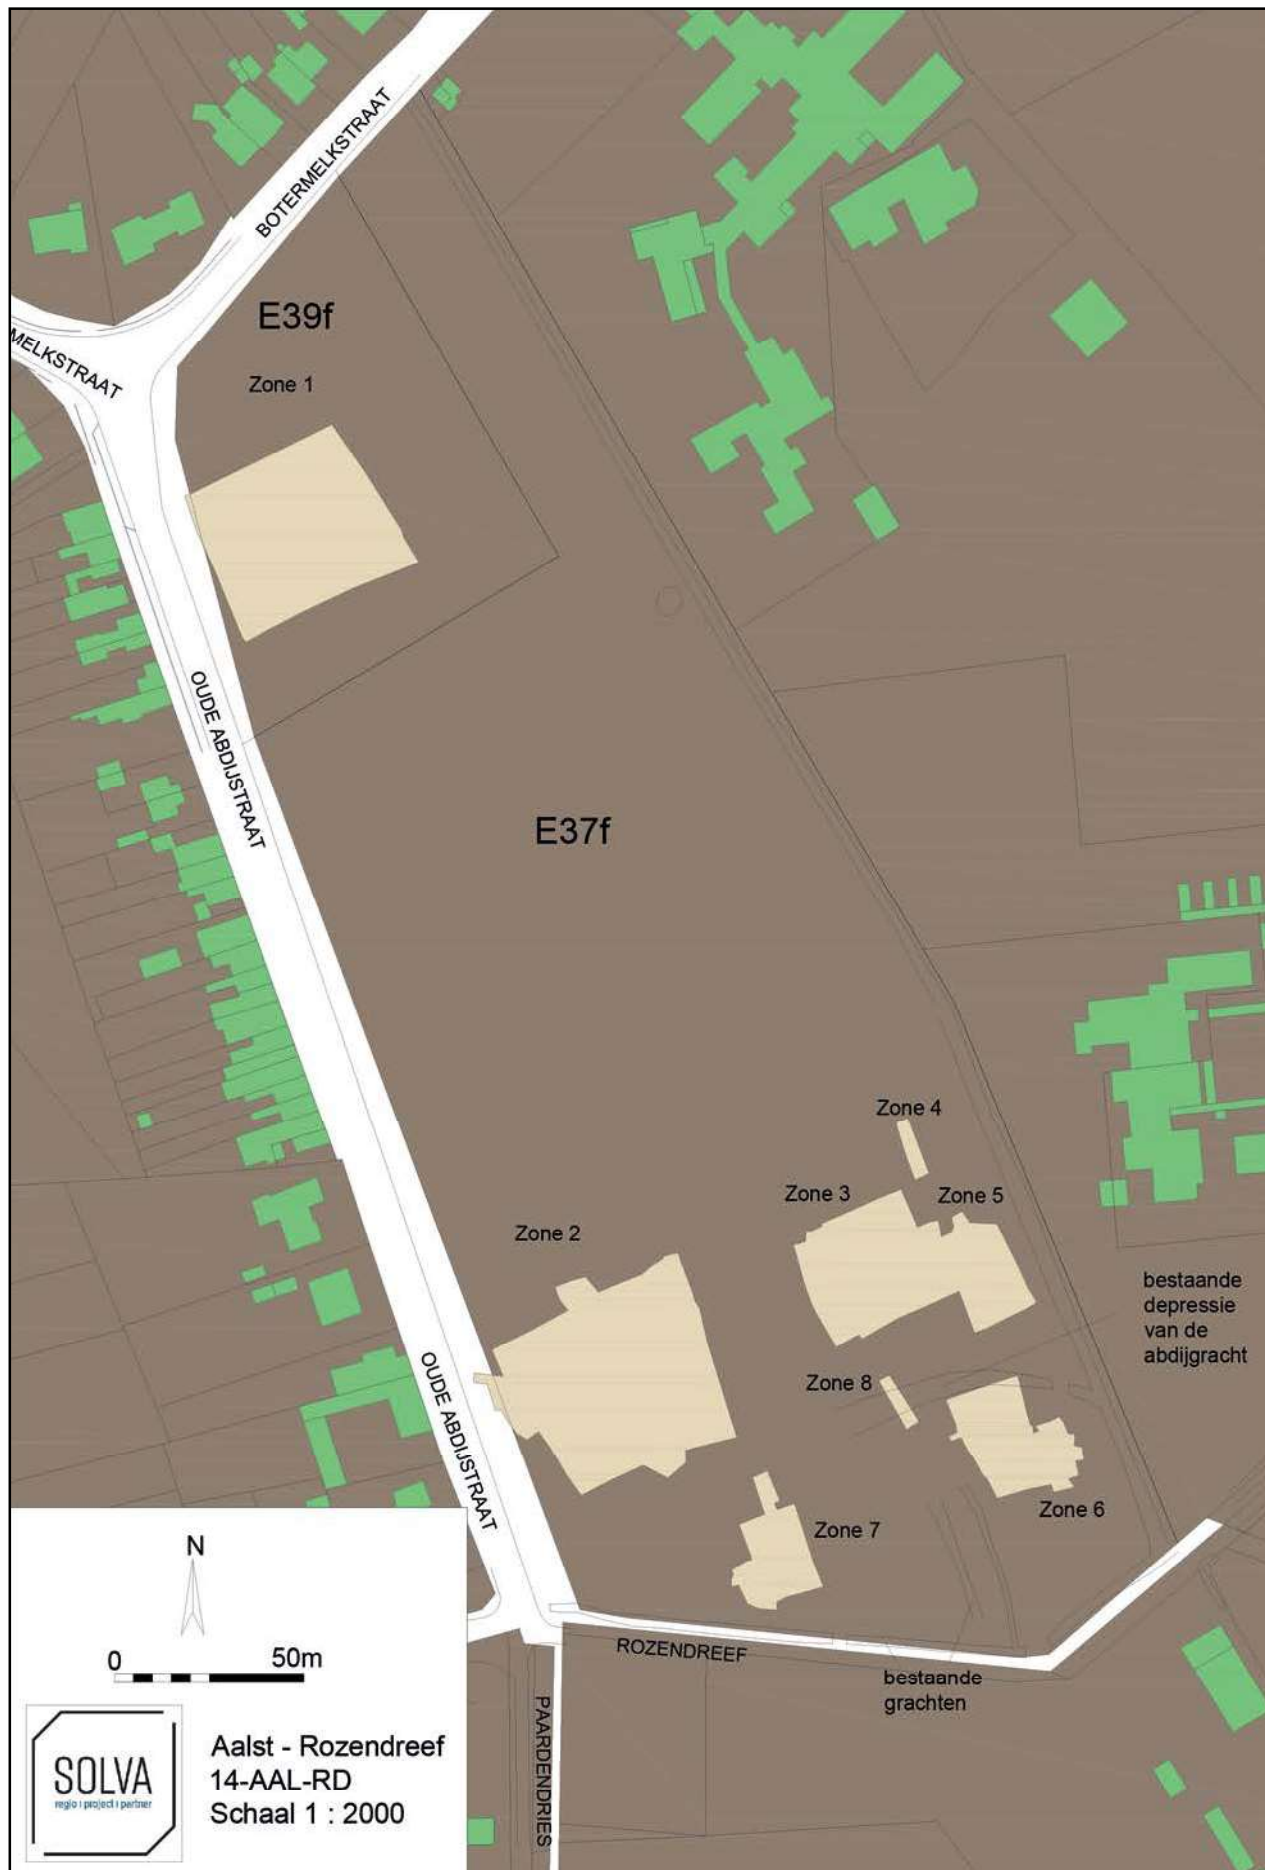 BOTERMELKSTRAAT
E39f
MELKSTRAAT
Zone 1
OUDE ABDIJSTRAAT
E37f
Zone 4
Zone 3
Zone 5
Zone 2
bestaande
depressie
van de
abdijgracht
OUDE ABDIJSTRAAT
Zone 8
Zone 6
Zone 7
N
ROZENDREEF
0 50m
bestaande
grachten
PAARDENDRIES
SOLVA
regio | project | partner
Aalst - Rozendreef
14-AAL-RD
Schaal 1 : 2000